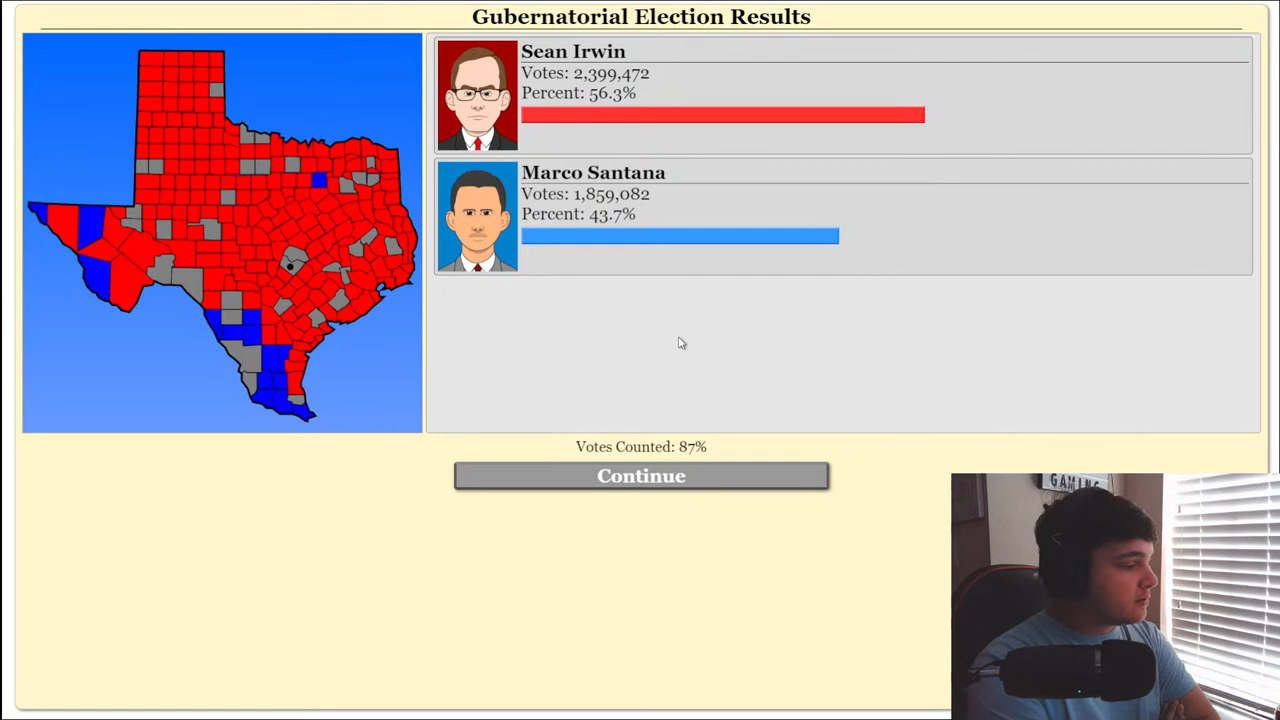 Gubernatorial Election Results
Sean Irwin
Votes: 2,399,472
Percent: 56.3%
Marco Santana
Votes: 1,859,082
Percent: 43.7%
Votes Counted: 87%
Continue
GAMING